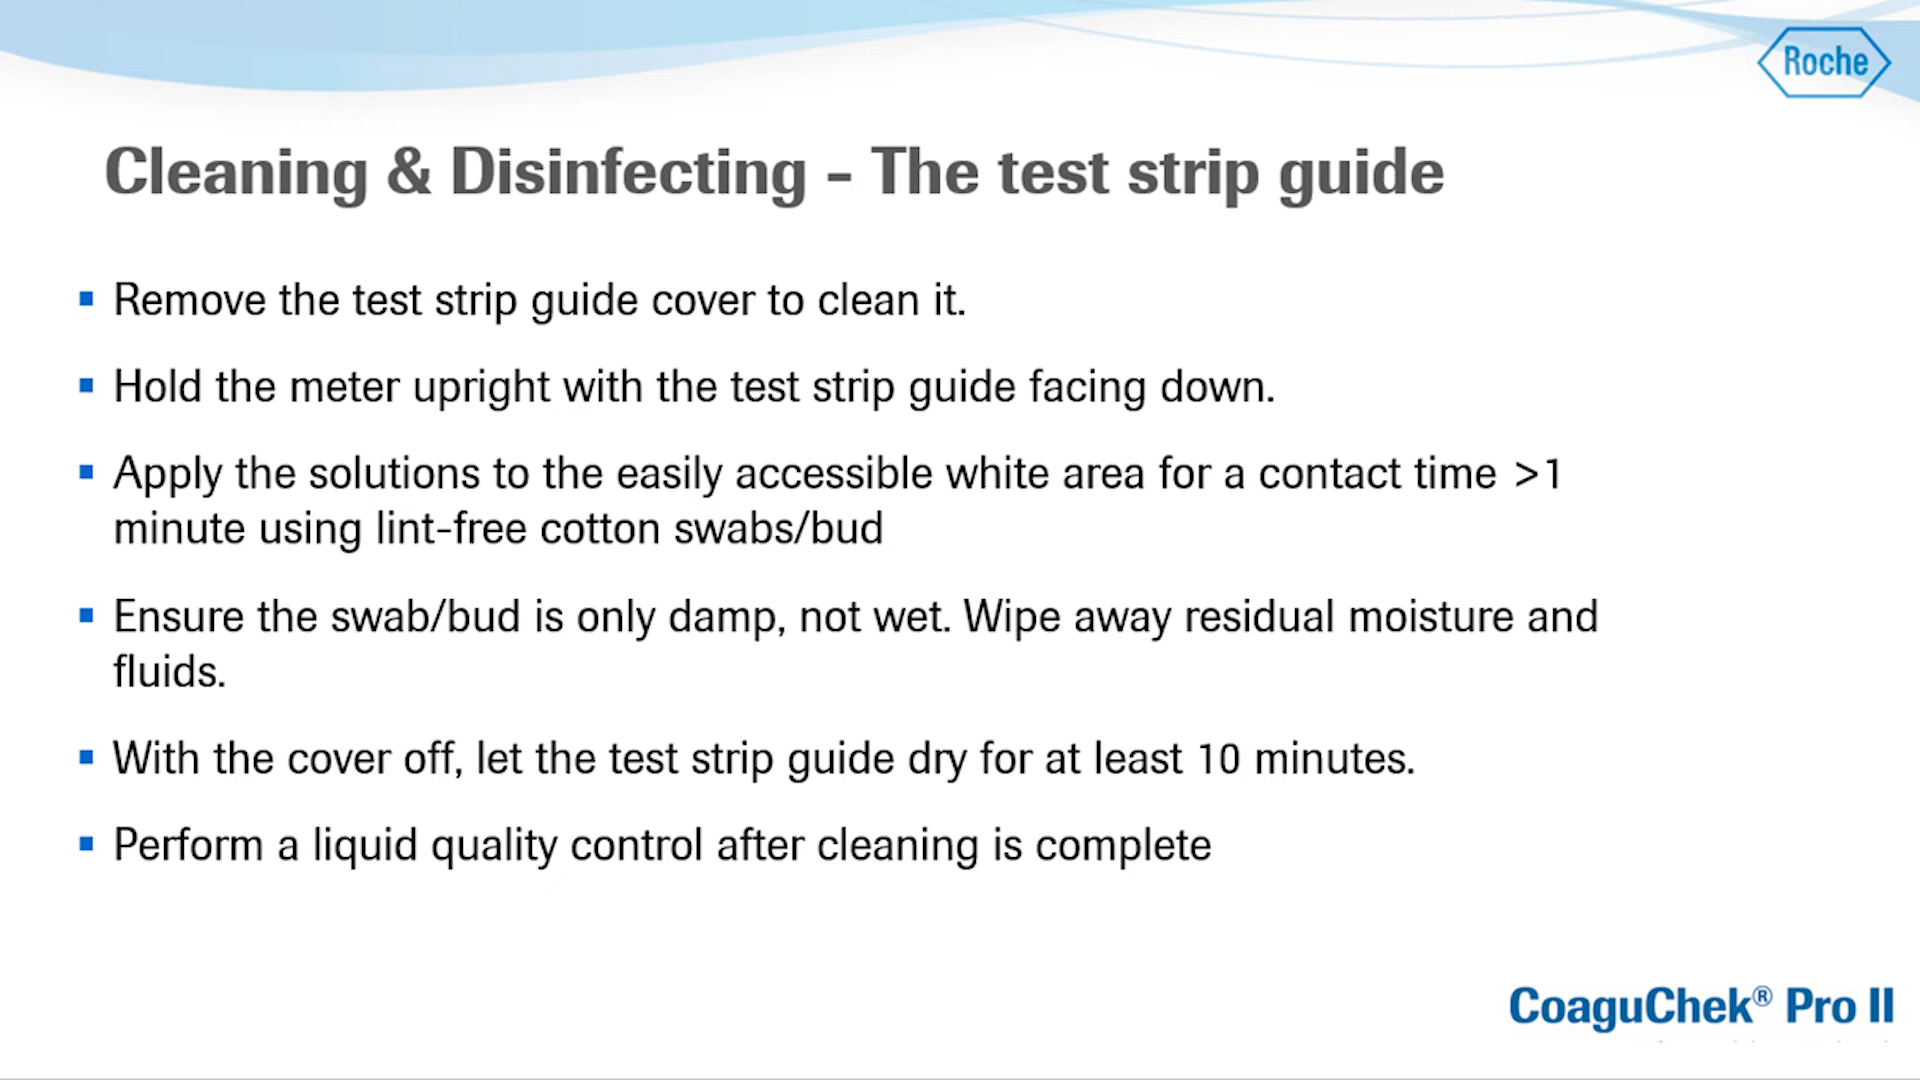 Roche
Cleaning & Disinfecting - The test strip guide
▪ Remove the test strip guide cover to clean it.
▪ Hold the meter upright with the test strip guide facing down.
▪ Apply the solutions to the easily accessible white area for a contact time >1
minute using lint-free cotton swabs/bud
▪ Ensure the swab/bud is only damp, not wet. Wipe away residual moisture and
fluids.
▪ With the cover off, let the test strip guide dry for at least 10 minutes.
▪ Perform a liquid quality control after cleaning is complete
CoaguChek® Pro II